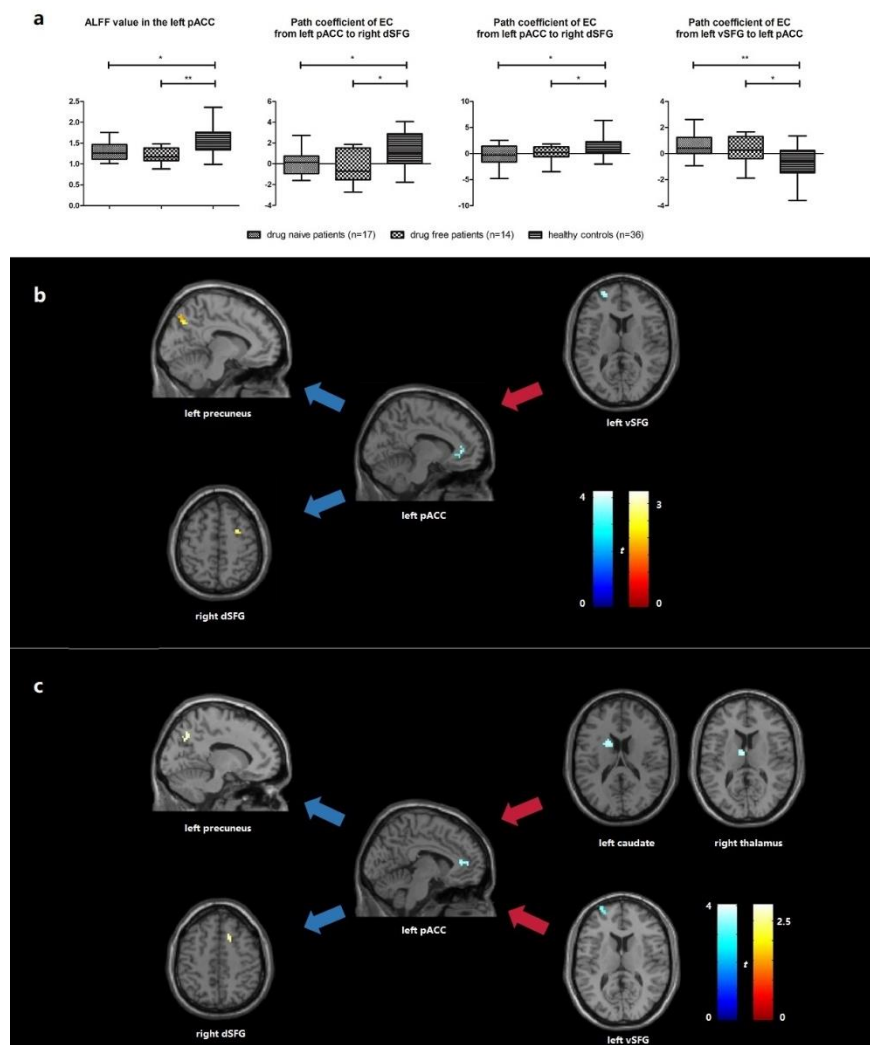 a
ALFF value in the left pACC
Path coefficient of EC
from left pACC to right dSFG
Path coefficient of EC
from left pACC to right dSFG
Path coefficient of EC
from left vSFG to left pACC
* * * **
** * * *
2.5 6 10 4
2.0 4 5 2
1.5 2 0 0
1.0 0 -5 -2
0.5 -2 -10 -4
0.0 -4
drug naive patients (n=17) drug free patients (n=14) healthy controls (n=36)
b
left precuneus
left vSFG
left pACC
right dSFG
4 3
t
0 0
c
left precuneus
left caudate right thalamus
left pACC
right dSFG
left vSFG
4 2.5
t
0 0